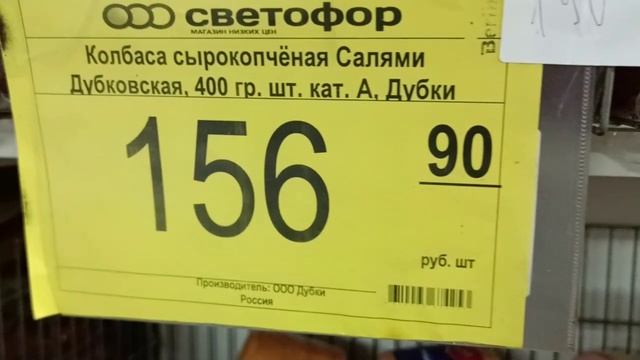 светофор
МАГАЗИН НИЗКИХ ЦЕН
Колбаса сырокопчёная Салями
Дубковская, 400 гр. шт. кат. А, Дубки
156 90
руб. шт
Производитель: ООО Дубки
Россия